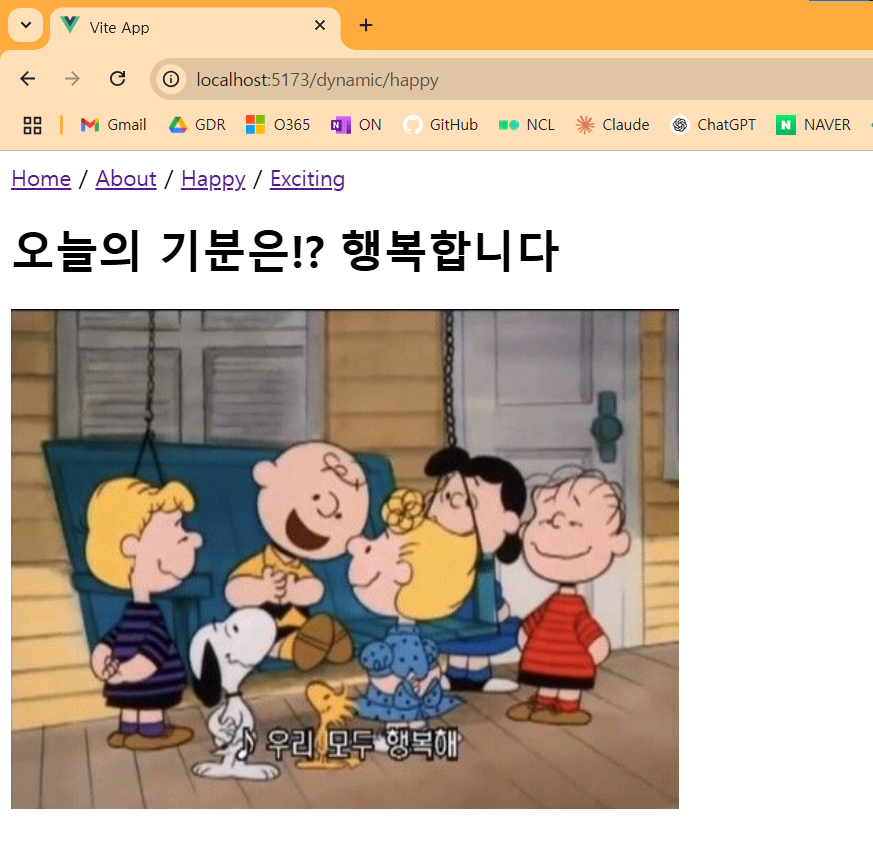 Vite App
localhost:5173/dynamic/happy
Gmail GDR O365 ON GitHub NCL Claude ChatGPT NAVER
Home / About / Happy / Exciting
오늘의 기분은!? 행복합니다
♪ 우리 모두 행복해